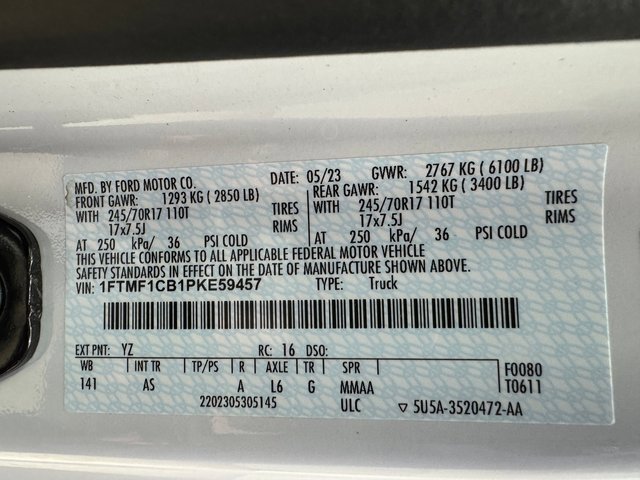 MFD. BY FORD MOTOR CO. DATE: 05/23 GVWR: 2767 KG ( 6100 LB)
FRONT GAWR: 1293 KG ( 2850 LB) REAR GAWR: 1542 KG ( 3400 LB)
WITH 245/70R17 110T TIRES WITH 245/70R17 110T TIRES
17x7.5J RIMS 17x7.5J RIMS
AT 250 kPa/ 36 PSI COLD AT 250 kPa/ 36 PSI COLD
THIS VEHICLE CONFORMS TO ALL APPLICABLE FEDERAL MOTOR VEHICLE
SAFETY STANDARDS IN EFFECT ON THE DATE OF MANUFACTURE SHOWN ABOVE.
VIN: 1FTMF1CB1PKE59457 TYPE: Truck
EXT PNT: YZ RC: 16 DSO:
WB INT TR TP/PS R AXLE TR SPR F0080
141 AS A L6 G MMAA T0611
2202305305145 ULC ▽ 5U5A-3520472-AA